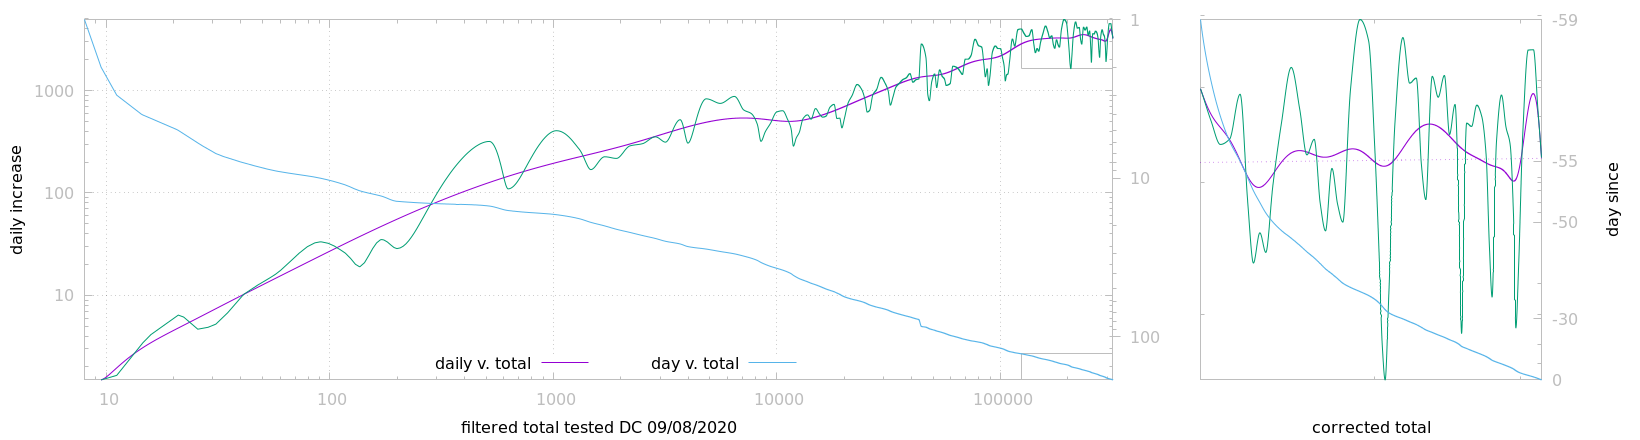 daily increase
1000
100
10
10
100
1000
10000
100000
1
10
100
daily v. total
day v. total
filtered total tested DC 09/08/2020
-59
-55
-50
-30
0
day since
corrected total